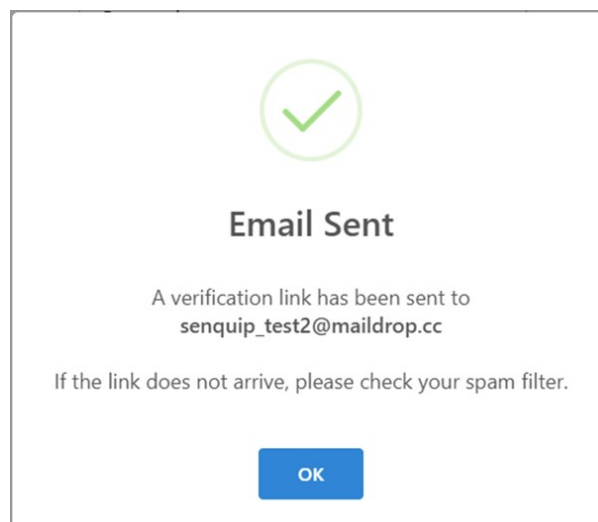 Email Sent
A verification link has been sent to
senquip_test2@maildrop.cc
If the link does not arrive, please check your spam filter.
OK